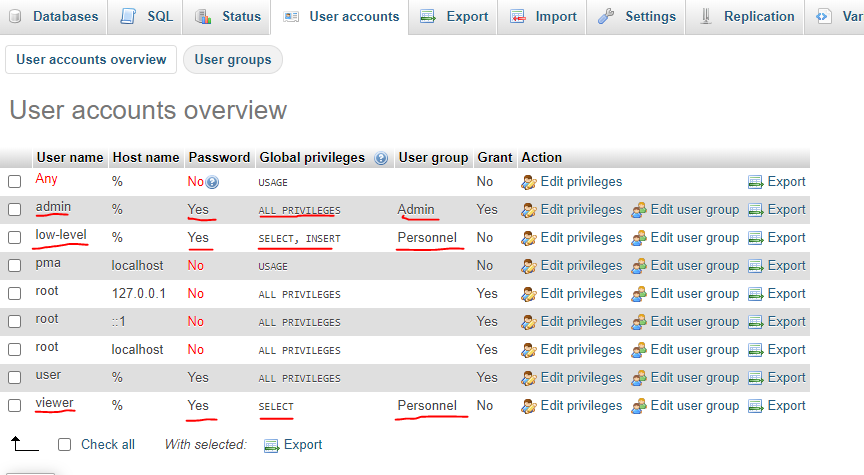 Databases SQL Status User accounts Export Import Settings Replication Var
User accounts overview User groups
User accounts overview
User name Host name Password Global privileges User group Grant Action
Any % No USAGE No Edit privileges Export
admin % Yes ALL PRIVILEGES Admin Yes Edit privileges Edit user group Export
low-level % Yes SELECT, INSERT Personnel No Edit privileges Edit user group Export
pma localhost No USAGE No Edit privileges Edit user group Export
root 127.0.0.1 No ALL PRIVILEGES Yes Edit privileges Edit user group Export
root ::1 No ALL PRIVILEGES Yes Edit privileges Edit user group Export
root localhost No ALL PRIVILEGES Yes Edit privileges Edit user group Export
user % Yes ALL PRIVILEGES Yes Edit privileges Edit user group Export
viewer % Yes SELECT Personnel No Edit privileges Edit user group Export
Check all With selected: Export